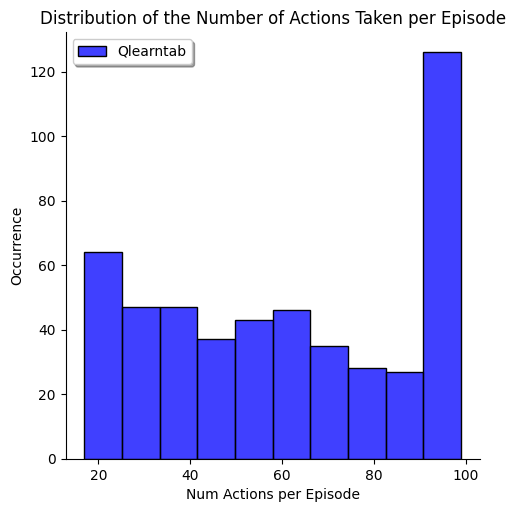 Distribution of the Number of Actions Taken per Episode
Qlearntab
120
100
80
60
40
20
0
Occurrence
20 40 60 80 100
Num Actions per Episode